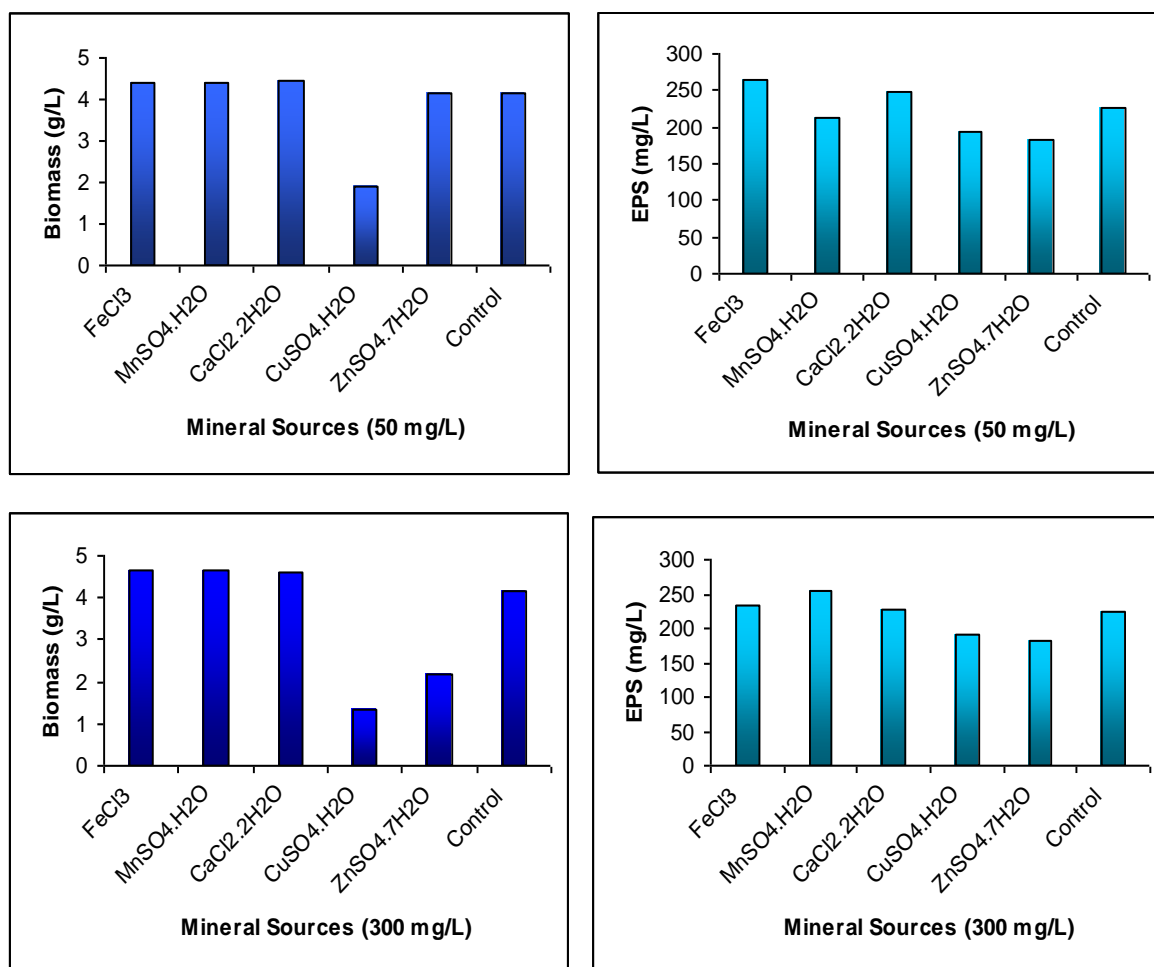 5
4
3
2
1
0
Biomass (g/L)
FeCl3
MnSO4.H2O
CaCl2.2H2O
CuSO4.H2O
ZnSO4.7H2O
Control
Mineral Sources (50 mg/L)
300
250
200
150
100
50
0
EPS (mg/L)
FeCl3
MnSO4.H2O
CaCl2.2H2O
CuSO4.H2O
ZnSO4.7H2O
Control
Mineral Sources (50 mg/L)
5
4
3
2
1
0
Biomass (g/L)
FeCl3
MnSO4.H2O
CaCl2.2H2O
CuSO4.H2O
ZnSO4.7H2O
Control
Mineral Sources (300 mg/L)
300
250
200
150
100
50
0
EPS (mg/L)
FeCl3
MnSO4.H2O
CaCl2.2H2O
CuSO4.H2O
ZnSO4.7H2O
Control
Mineral Sources (300 mg/L)